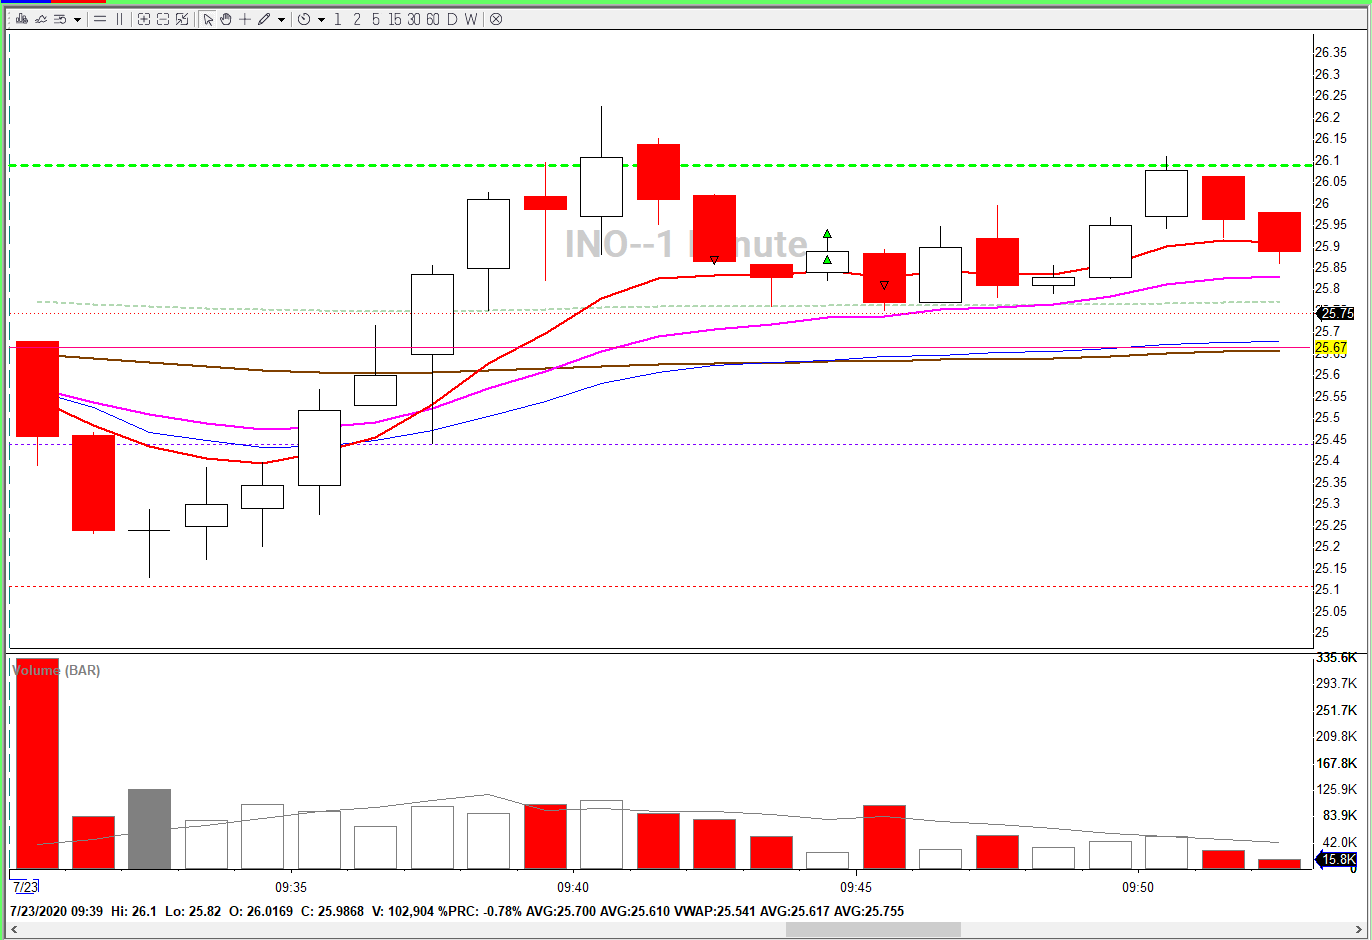 1 2 5 15 30 60 D W
INO--1 Minute
26.35
26.3
26.25
26.2
26.15
26.1
26.05
26
25.95
25.9
25.85
25.8
25.75
25.7
25.67
25.65
25.6
25.55
25.5
25.45
25.4
25.35
25.3
25.25
25.2
25.15
25.1
25.05
25
Volume (BAR)
335.6K
293.7K
251.7K
209.8K
167.8K
125.9K
83.9K
42.0K
15.8K
0
7/23 09:35 09:40 09:45 09:50
7/23/2020 09:39 Hi: 26.1 Lo: 25.82 O: 26.0169 C: 25.9868 V: 102,904 %PRC: -0.78% AVG:25.700 AVG:25.610 VWAP:25.541 AVG:25.617 AVG:25.755